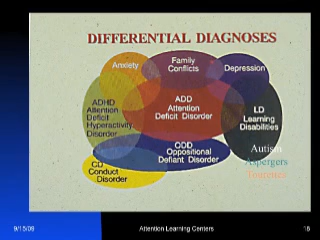 DIFFERENTIAL DIAGNOSES
Anxiety
Family
Conflicts
Depression
ADHD
Attention
Deficit
Hyperactivity
Disorder
ADD
Attention
Deficit Disorder
LD
Learning
Disabilities
ODD
Oppositional
Defiant Disorder
CD
Conduct
Disorder
Autism
Aspergers
Tourettes
9/15/09
Attention Learning Centers
16